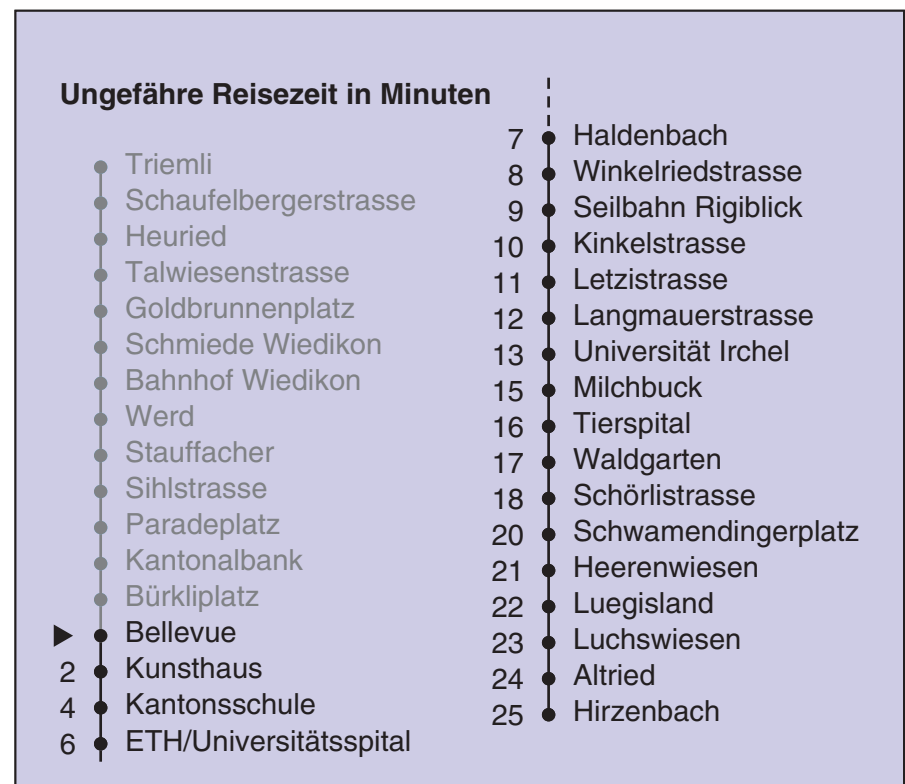 Ungefähre Reisezeit in Minuten
Triemli
Schaufelbergerstrasse
Heuried
Talwiesenstrasse
Goldbrunnenplatz
Schmiede Wiedikon
Bahnhof Wiedikon
Werd
Stauffacher
Sihlstrasse
Paradeplatz
Kantonalbank
Bürkliplatz
Bellevue
2 Kunsthaus
4 Kantonsschule
6 ETH/Universitätsspital
7 Haldenbach
8 Winkelriedstrasse
9 Seilbahn Rigiblick
10 Kinkelstrasse
11 Letzistrasse
12 Langmauerstrasse
13 Universität Irchel
15 Milchbuck
16 Tierspital
17 Waldgarten
18 Schörlistrasse
20 Schwamendingerplatz
21 Heerenwiesen
22 Luegisland
23 Luchswiesen
24 Altried
25 Hirzenbach